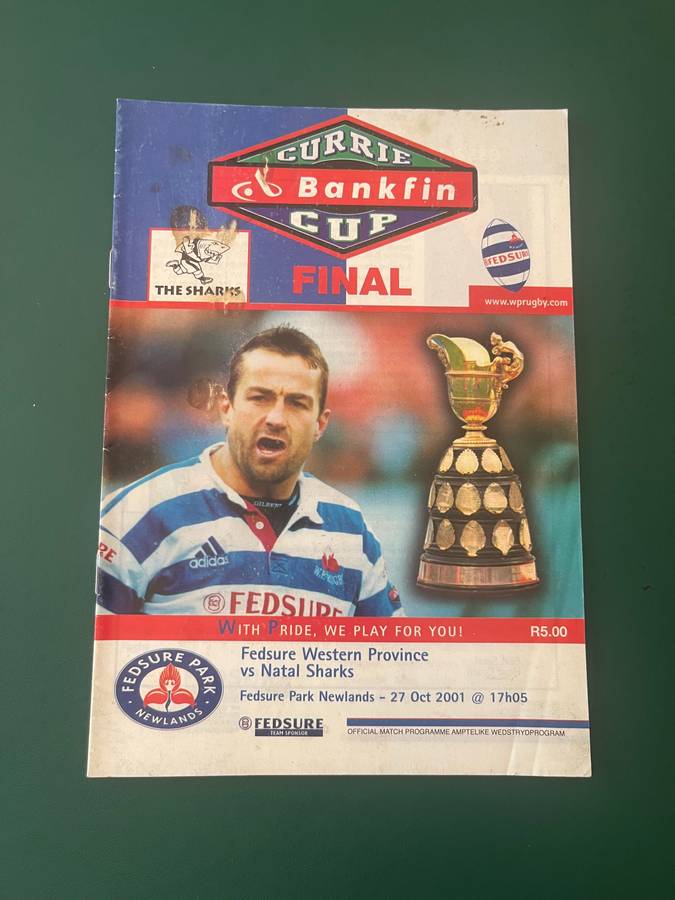 CURRIE
Bankfin
CUP
FINAL
THE SHARKS
FEDSURE
www.wprugby.com
GILBERT
adidas
W.P.R.F.U.
RE
FEDSURE
WITH PRIDE, WE PLAY FOR YOU!
R5.00
Fedsure Western Province
vs Natal Sharks
FEDSURE PARK
NEWLANDS
Fedsure Park Newlands - 27 Oct 2001 @ 17h05
FEDSURE
TEAM SPONSOR
OFFICIAL MATCH PROGRAMME AMPTELIKE WEDSTRYDPROGRAM